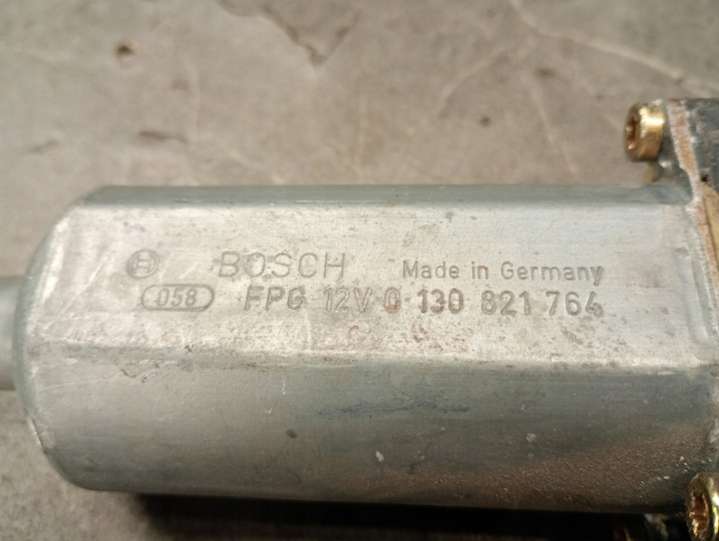 BOSCH Made in Germany
058 FPG 12V 0 130 821 764